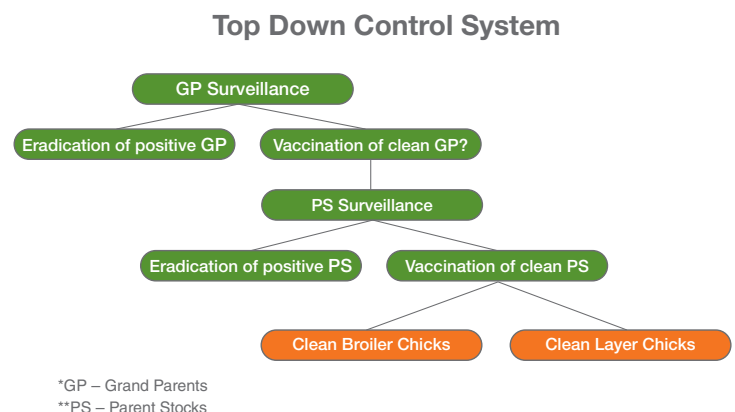 Top Down Control System
GP Surveillance
Eradication of positive GP
Vaccination of clean GP?
PS Surveillance
Eradication of positive PS
Vaccination of clean PS
Clean Broiler Chicks
Clean Layer Chicks
*GP – Grand Parents
**PS – Parent Stocks